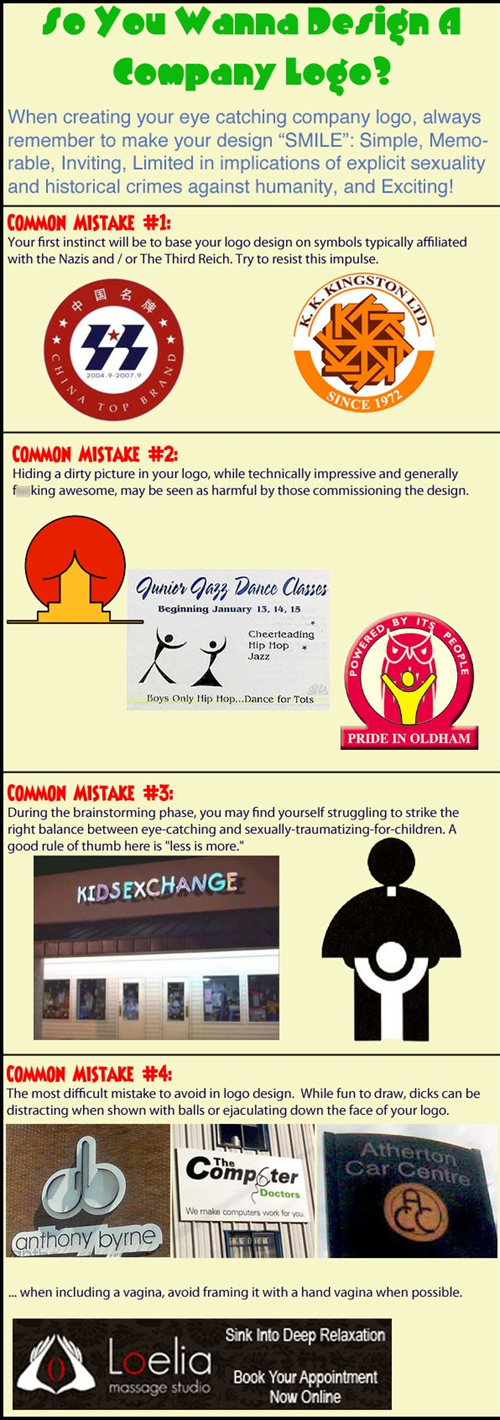 So You Wanna Design A
Company Logo?
When creating your eye catching company logo, always
remember to make your design “SMILE”: Simple, Memo-
rable, Inviting, Limited in implications of explicit sexuality
and historical crimes against humanity, and Exciting!
COMMON MISTAKE #1:
Your first instinct will be to base your logo design on symbols typically affiliated
with the Nazis and / or The Third Reich. Try to resist this impulse.
中国名牌
2004.9-2007.9
CHINA TOP BRAND
K. K. KINGSTON LTD
SINCE 1972
COMMON MISTAKE #2:
Hiding a dirty picture in your logo, while technically impressive and generally
f king awesome, may be seen as harmful by those commissioning the design.
Junior Jazz Dance Classes
Beginning January 13, 14, 15
Cheerleading
Hip Hop
Jazz
Boys Only Hip Hop...Dance for Tots
POWERED BY ITS PEOPLE
PRIDE IN OLDHAM
COMMON MISTAKE #3:
During the brainstorming phase, you may find yourself struggling to strike the
right balance between eye-catching and sexually-traumatizing-for-children. A
good rule of thumb here is "less is more."
KIDSEXCHANGE
COMMON MISTAKE #4:
The most difficult mistake to avoid in logo design. While fun to draw, dicks can be
distracting when shown with balls or ejaculating down the face of your logo.
anthony byrne
The
Computer
Doctors
We make computers work for you.
Atherton
Car Centre
ACC
... when including a vagina, avoid framing it with a hand vagina when possible.
Loelia
massage studio
Sink Into Deep Relaxation
Book Your Appointment
Now Online